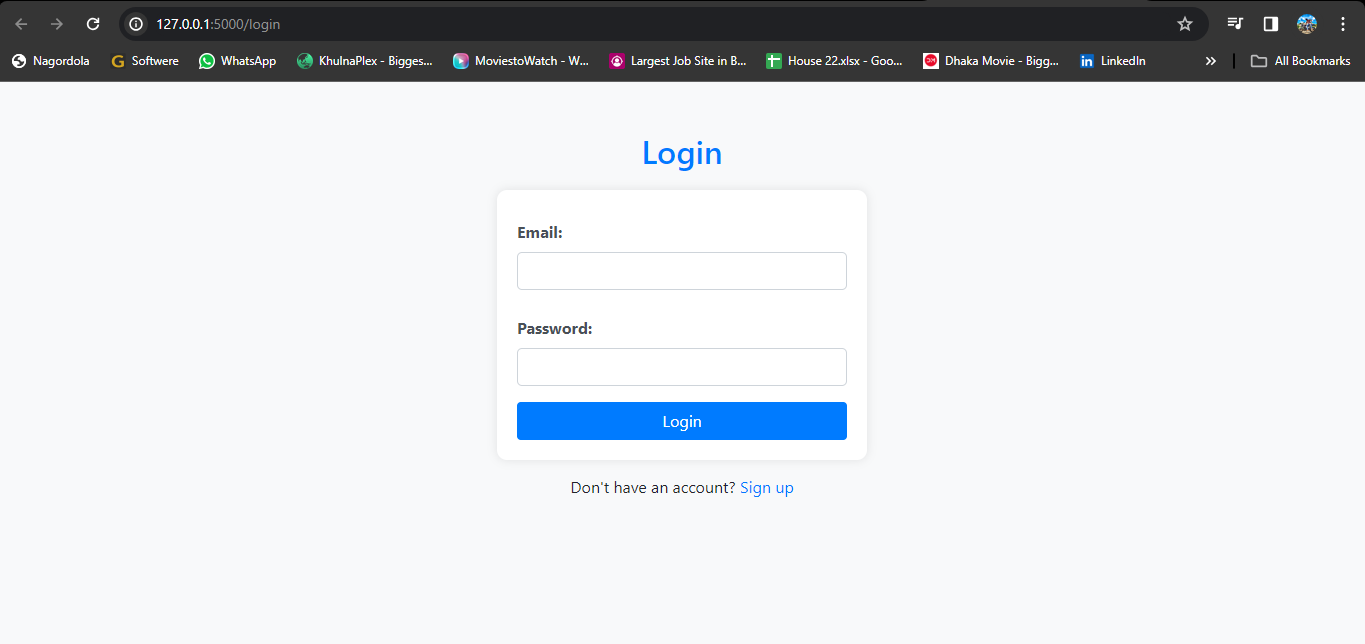 127.0.0.1:5000/login
Nagordola Softwere WhatsApp KhulnaPlex - Bigges... MoviestoWatch - W... Largest Job Site in B... House 22.xlsx - Goo... Dhaka Movie - Bigg... LinkedIn » All Bookmarks
Login
Email:
Password:
Login
Don't have an account? Sign up